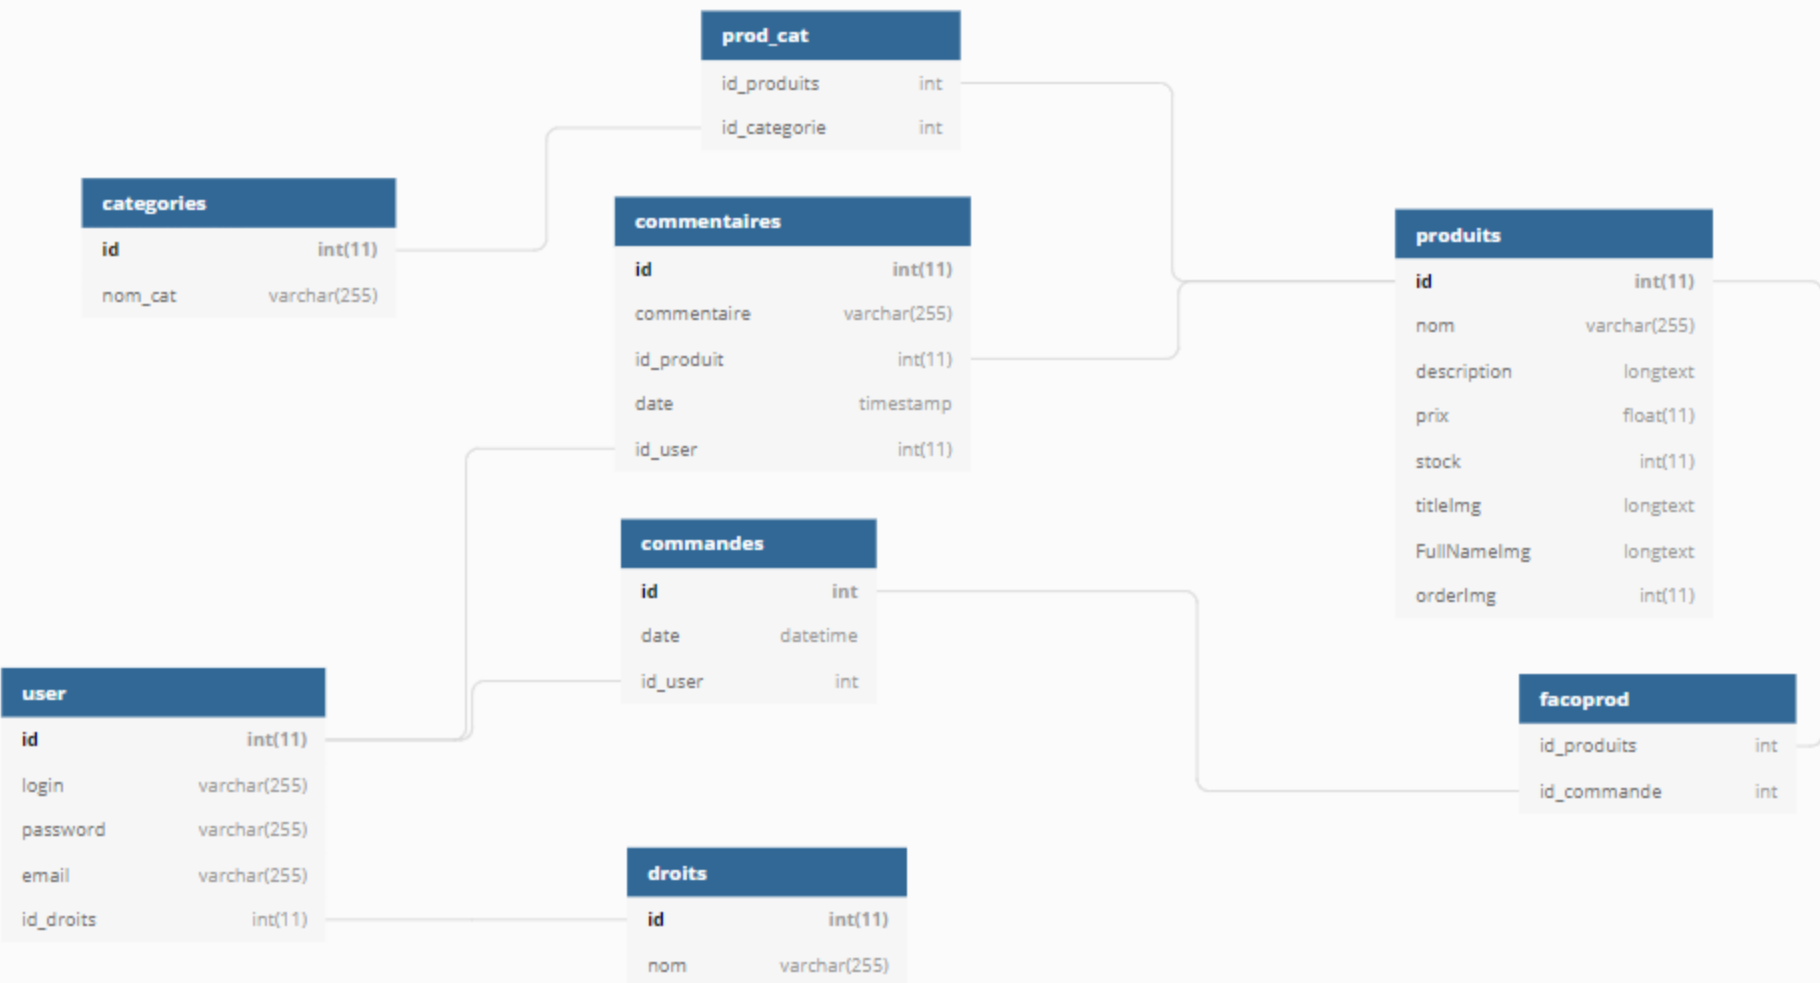 prod_cat
id_produits int
id_categorie int
categories
id int(11)
nom_cat varchar(255)
commentaires
id int(11)
commentaire varchar(255)
id_produit int(11)
date timestamp
id_user int(11)
produits
id int(11)
nom varchar(255)
description longtext
prix float(11)
stock int(11)
titleImg longtext
FullNameImg longtext
orderImg int(11)
commandes
id int
date datetime
id_user int
user
id int(11)
login varchar(255)
password varchar(255)
email varchar(255)
id_droits int(11)
facoprod
id_produits int
id_commande int
droits
id int(11)
nom varchar(255)